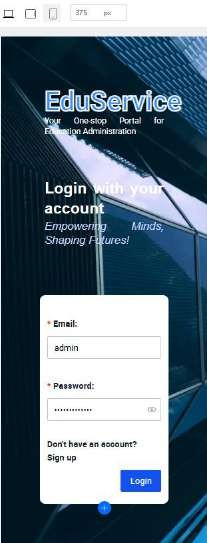 375 px
EduService
Your One-stop Portal for
Education Administration
Login with your
account
Empowering Minds,
Shaping Futures!
* Email:
admin
* Password:
•••••••••••••
Don't have an account?
Sign up
Login